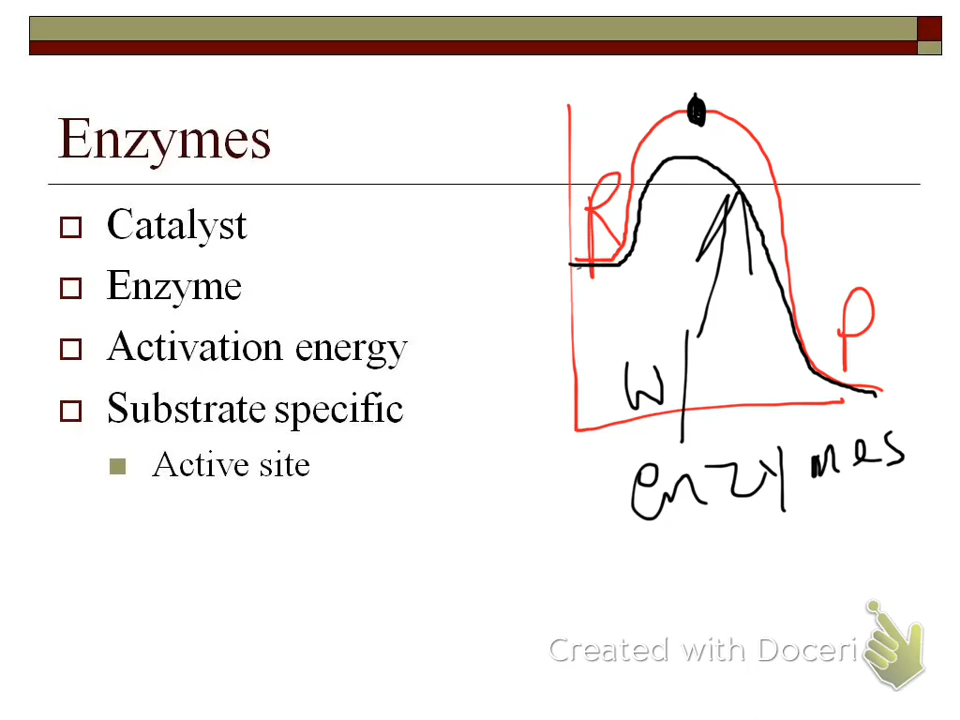 Enzymes
Catalyst
Enzyme
Activation energy
Substrate specific
Active site
R
P
W/
enzymes
Created with Doceri